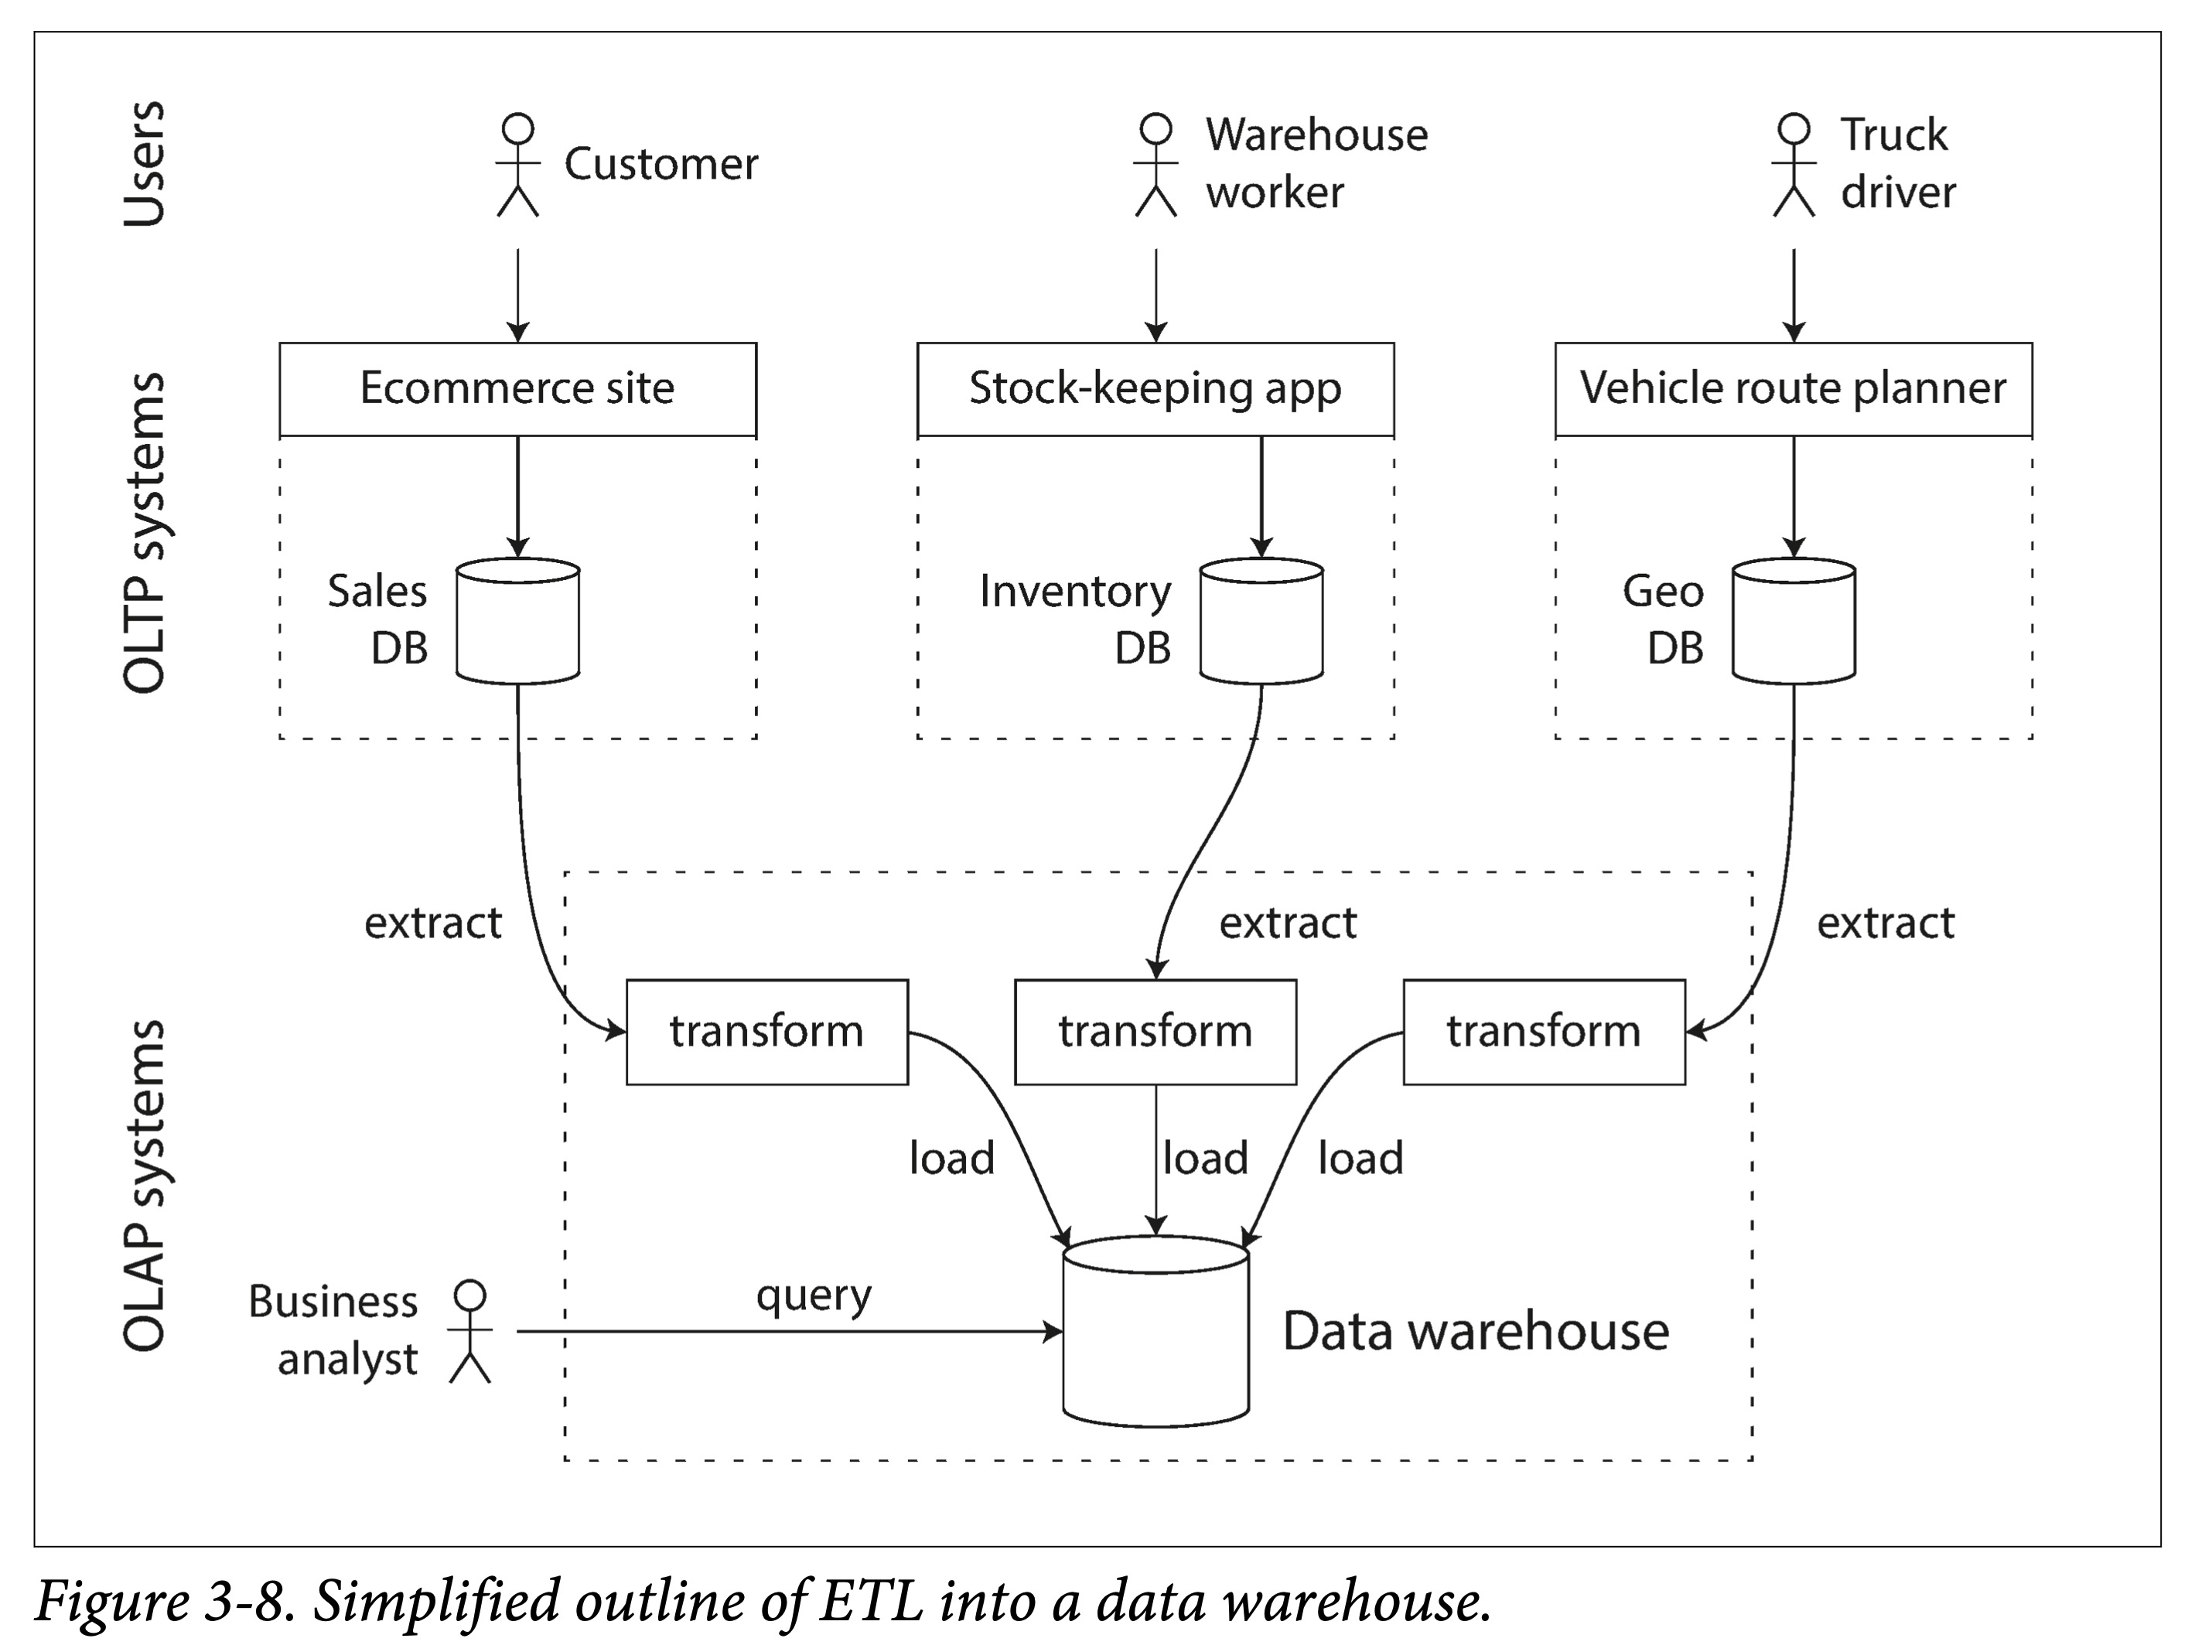 Users
Customer
Warehouse
worker
Truck
driver
OLTP systems
Ecommerce site
Stock-keeping app
Vehicle route planner
Sales
DB
Inventory
DB
Geo
DB
extract
extract
extract
OLAP systems
transform
transform
transform
load
load
load
Business
analyst
query
Data warehouse
Figure 3-8. Simplified outline of ETL into a data warehouse.